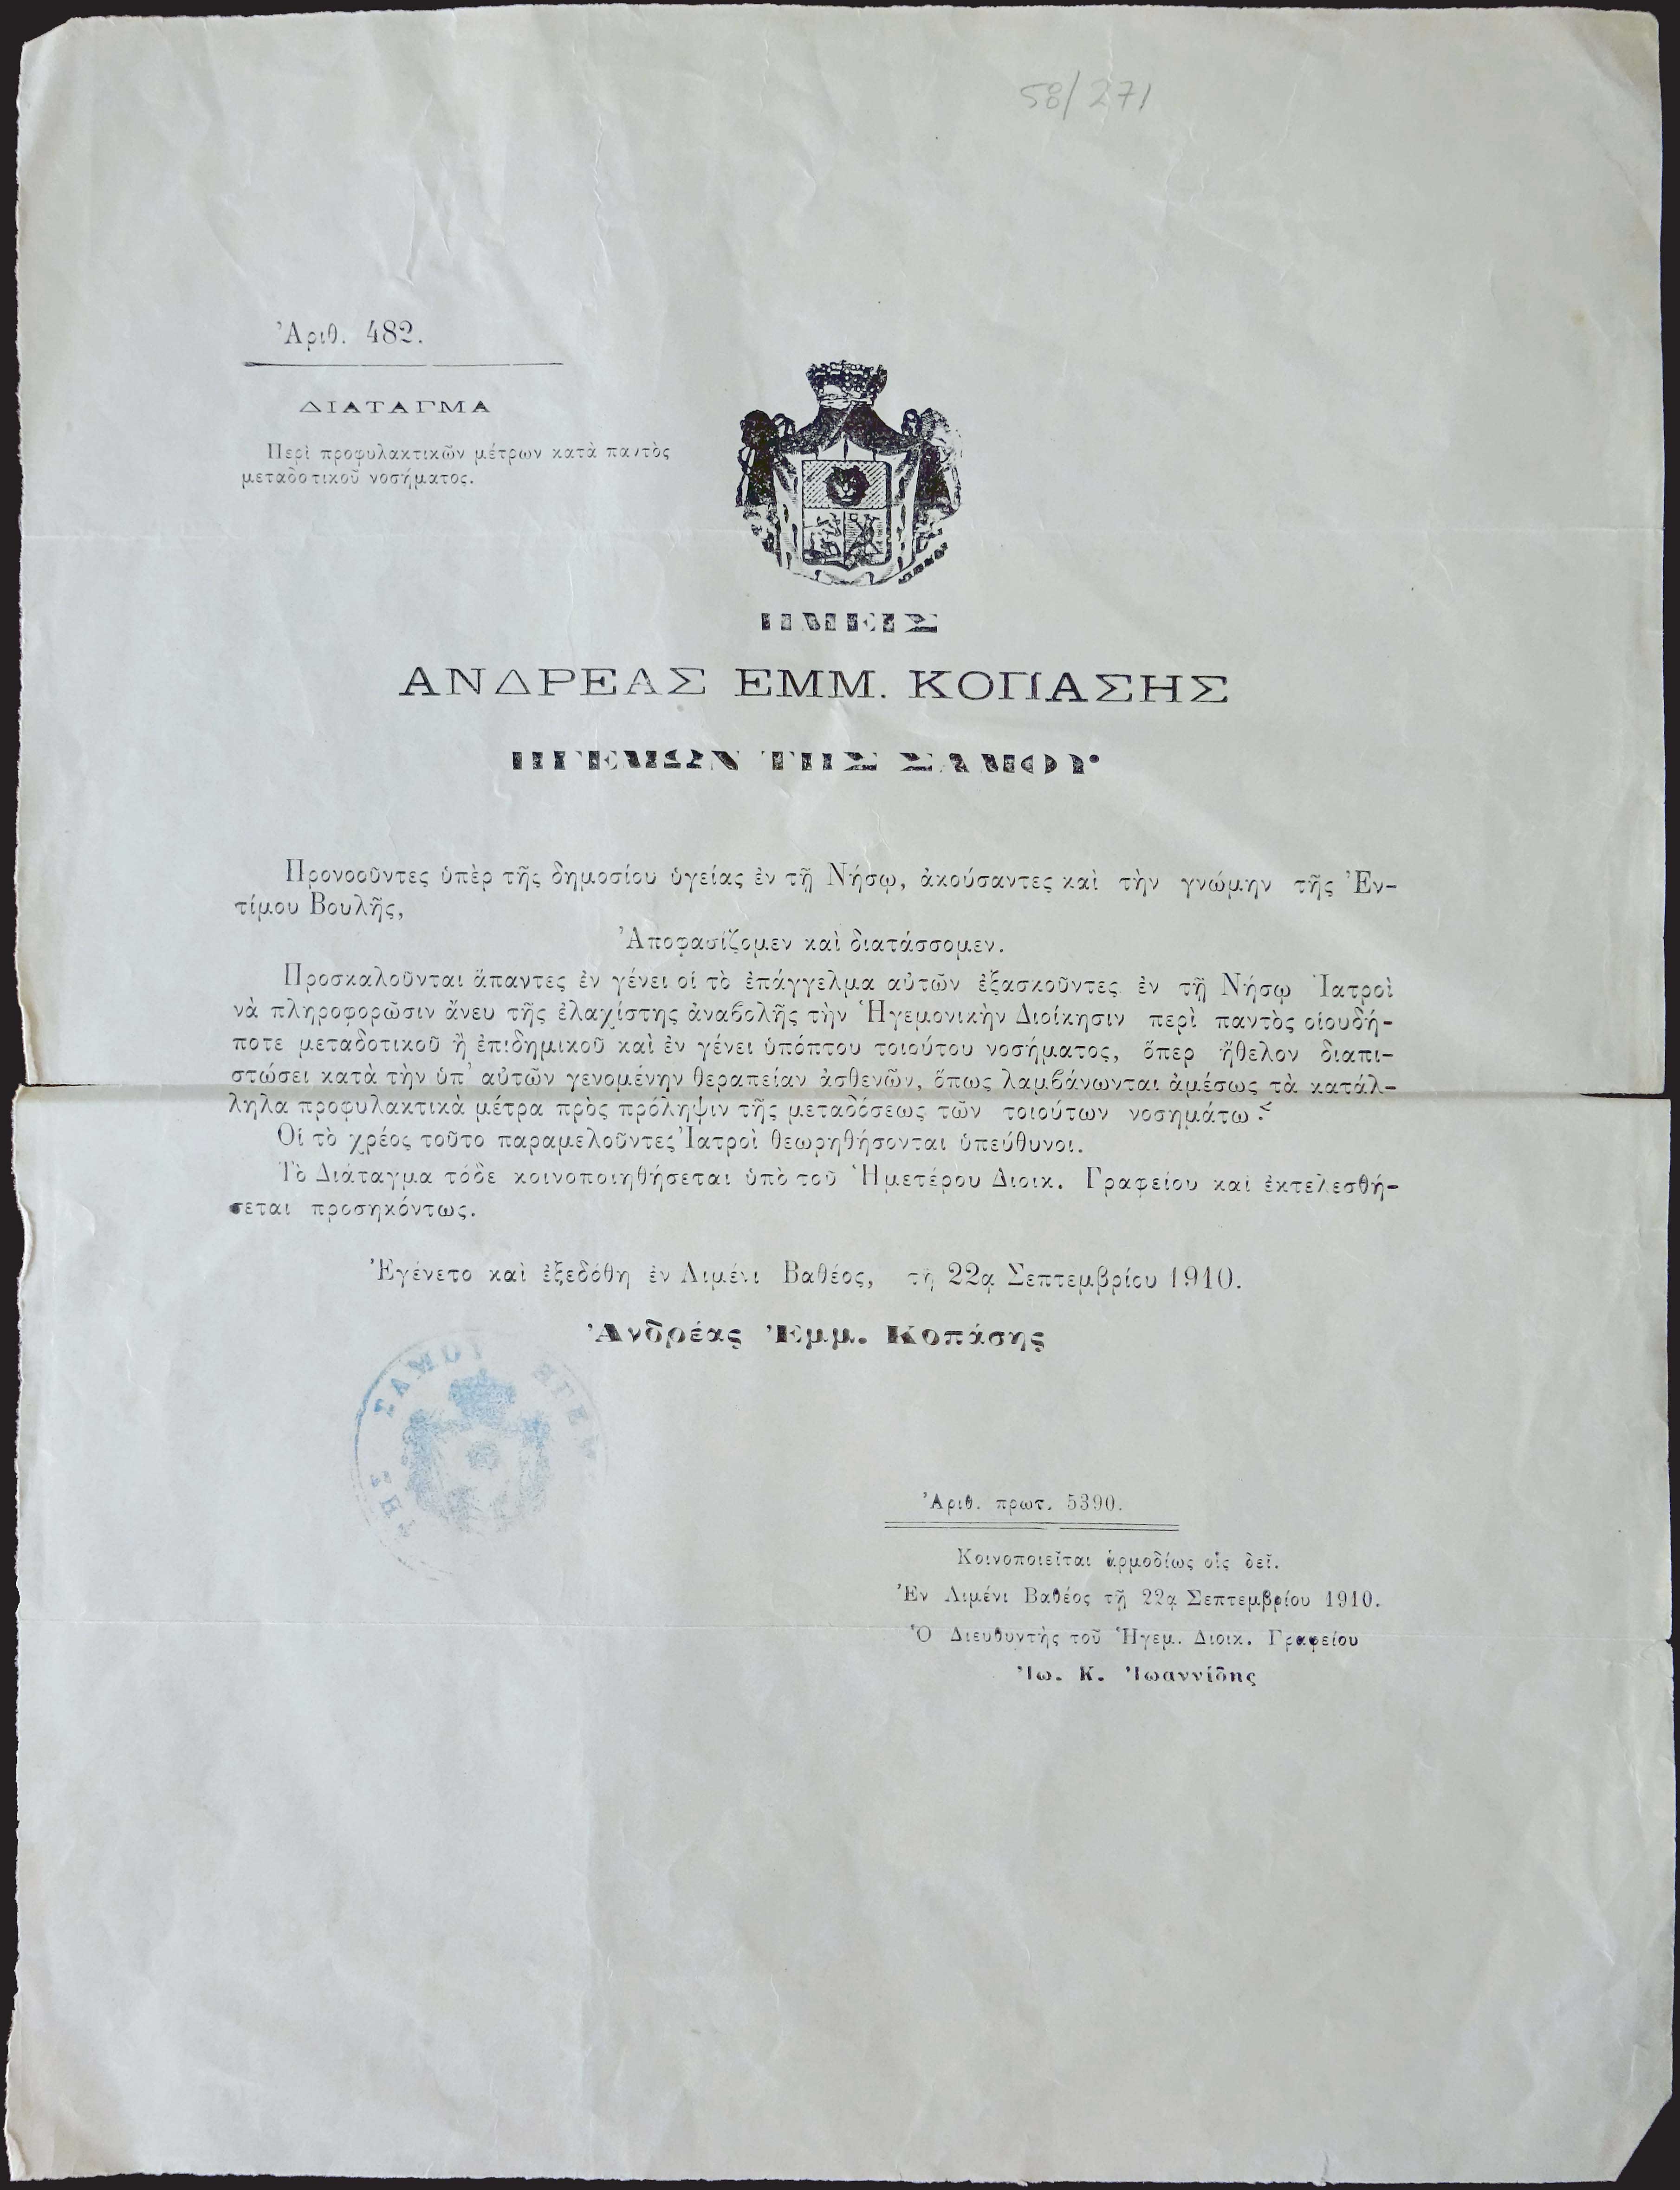 58/271
Ἀριθ. 482.
ΔΙΑΤΑΓΜΑ
Περὶ προφυλακτικῶν μέτρων κατὰ παντὸς
μεταδοτικοῦ νοσήματος.
ΗΜΕΙΣ
ΑΝΔΡΕΑΣ ΕΜΜ. ΚΟΠΑΣΗΣ
ΗΓΕΜΩΝ ΤΗΣ ΣΑΜΟΥ
Προνοοῦντες ὑπὲρ τῆς δημοσίου ὑγείας ἐν τῇ Νήσῳ, ἀκούσαντες καὶ τὴν γνώμην τῆς Ἐν-
τίμου Βουλῆς,
Ἀποφασίζομεν καὶ διατάσσομεν.
Προσκαλοῦνται ἅπαντες ἐν γένει οἱ τὸ ἐπάγγελμα αὐτῶν ἐξασκοῦντες ἐν τῇ Νήσῳ Ἰατροὶ
νὰ πληροφορῶσιν ἄνευ τῆς ἐλαχίστης ἀναβολῆς τὴν Ἡγεμονικὴν Διοίκησιν περὶ παντὸς οἱουδή-
ποτε μεταδοτικοῦ ἢ ἐπιδημικοῦ καὶ ἐν γένει ὑπόπτου τοιούτου νοσήματος, ὅπερ ἤθελον διαπι-
στώσει κατὰ τὴν ὑπ' αὐτῶν γενομένην θεραπείαν ἀσθενῶν, ὅπως λαμβάνωνται ἀμέσως τὰ κατάλ-
ληλα προφυλακτικὰ μέτρα πρὸς πρόληψιν τῆς μεταδόσεως τῶν τοιούτων νοσημάτω.
Οἱ τὸ χρέος τοῦτο παραμελοῦντες Ἰατροὶ θεωρηθήσονται ὑπεύθυνοι.
Τὸ Διάταγμα τόδε κοινοποιηθήσεται ὑπὸ τοῦ Ἡμετέρου Διοικ. Γραφείου καὶ ἐκτελεσθή-
σεται προσηκόντως.
Ἐγένετο καὶ ἐξεδόθη ἐν Λιμένι Βαθέος, τῇ 22ᾳ Σεπτεμβρίου 1910.
Ἀνδρέας Ἐμμ. Κοπάσης
Ἀριθ. πρωτ. 5390.
Κοινοποιεῖται ἁρμοδίως οἷς δεῖ.
Ἐν Λιμένι Βαθέος τῇ 22ᾳ Σεπτεμβρίου 1910.
Ὁ Διευθυντὴς τοῦ Ἡγεμ. Διοικ. Γραφείου
Ἰω. Κ. Ἰωαννίδης